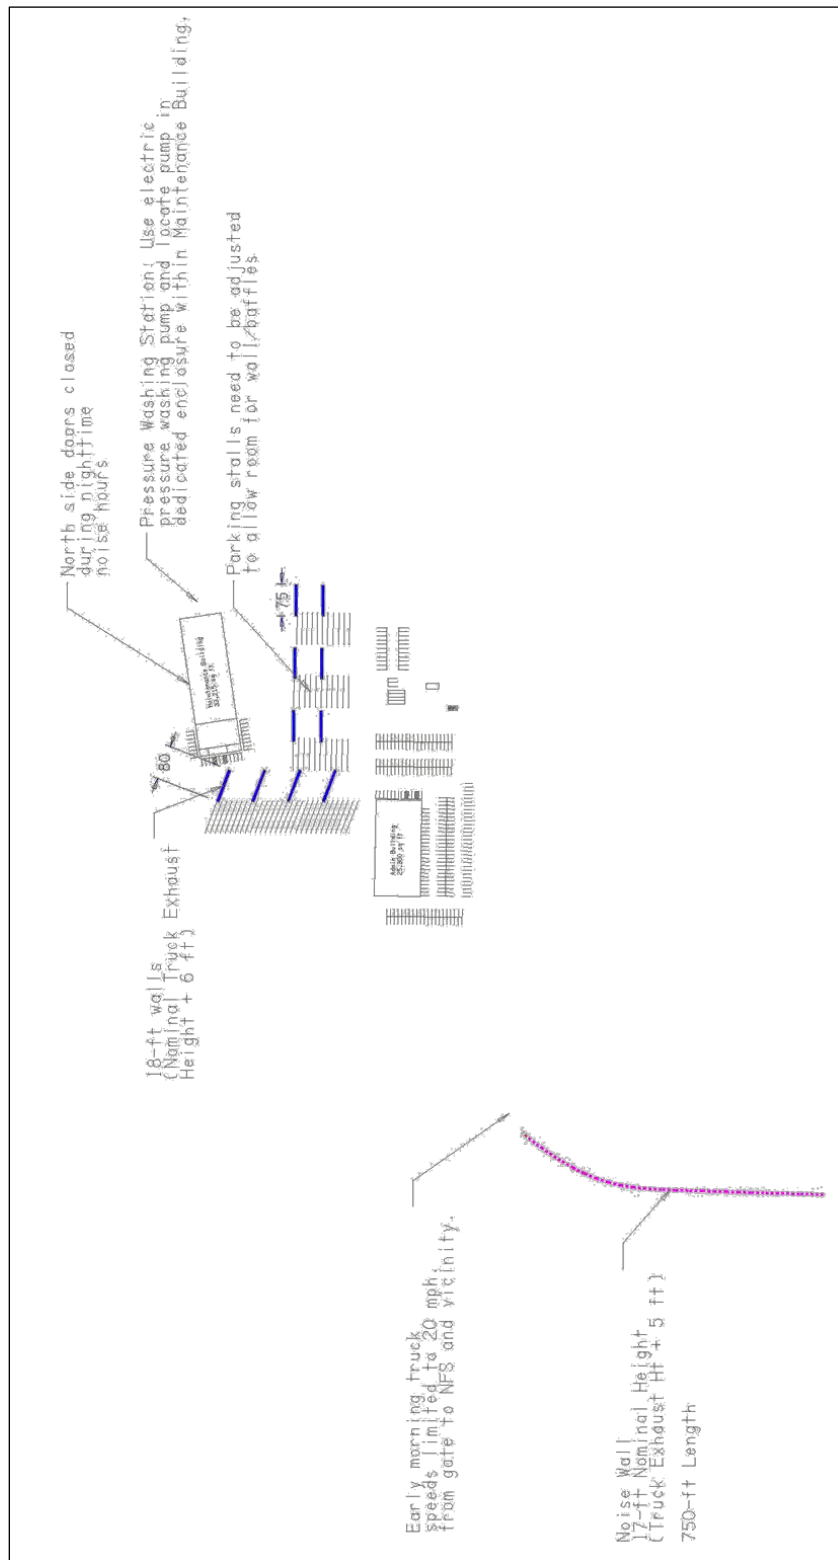 North side doors closed
during nighttime
noise hours
Pressure Washing Station: Use electric
pressure washing pump and locate pump in
dedicated enclosure within Maintenance Building.
Parking stalls need to be adjusted
to allow room for wall/baffles
75
Maintenance Building
80
18-ft walls
(Nominal Truck Exhaust
Height + 6 ft)
Admin Building
25,800 sq ft
Early morning truck
speeds limited to 20 mph,
from gate to NFS and vicinity.
Noise Wall
17-ft Nominal Height
(Truck Exhaust Ht + 5 ft)
750-ft Length